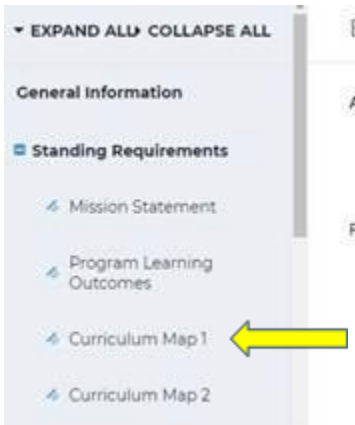 EXPAND ALL COLLAPSE ALL
General Information
Standing Requirements
Mission Statement
Program Learning
Outcomes
Curriculum Map 1
Curriculum Map 2